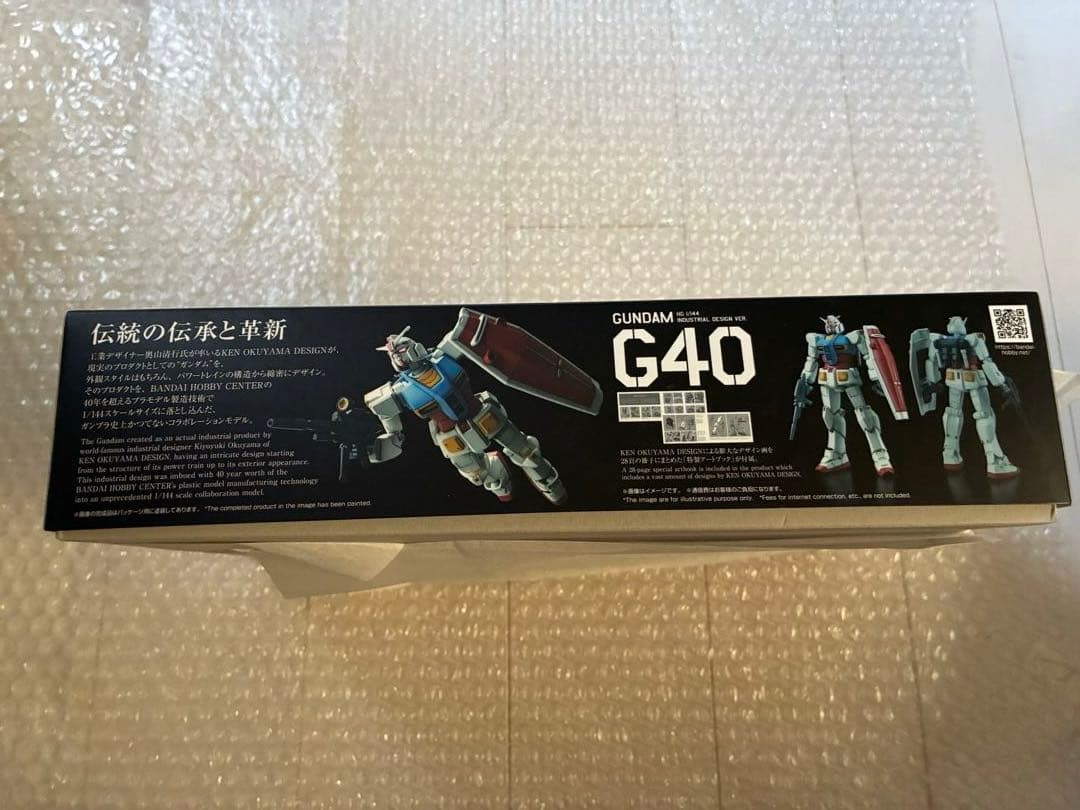 伝統の伝承と革新
工業デザイナー奥山清行氏が率いるKEN OKUYAMA DESIGNが、
現実のプロダクトとしての"ガンダム"を、
外観スタイルはもちろん、パワートレインの構造から綿密にデザイン。
そのプロダクトを、BANDAI HOBBY CENTERの
40年を超えるプラモデル製造技術で
1/144スケールサイズに落とし込んだ、
ガンプラ史上かつてないコラボレーションモデル。
The Gundam created as an actual industrial product by
world-famous industrial designer Kiyoyuki Okuyama of
KEN OKUYAMA DESIGN, having an intricate design starting
from the structure of its power train up to its exterior appearance.
This industrial design was imbued with 40 year worth of the
BANDAI HOBBY CENTER's plastic model manufacturing technology
into an unprecedented 1/144 scale collaboration model.
※画像の完成品はパッケージ用に塗装してあります。 *The completed product in the image has been painted.
GUNDAM HG 1/144
INDUSTRIAL DESIGN VER.
G40
KEN OKUYAMA DESIGNによる膨大なデザイン画を
28頁の冊子にまとめた「特製アートブック」が付属。
A 28-page special artbook is included in the product which
includes a vast amount of designs by KEN OKUYAMA DESIGN.
※画像はイメージです。 ※通信費はお客様のご負担になります。
*The image are for illustrative purpose only. *Fees for internet connection, etc., are not included.
https://bandai-
hobby.net/